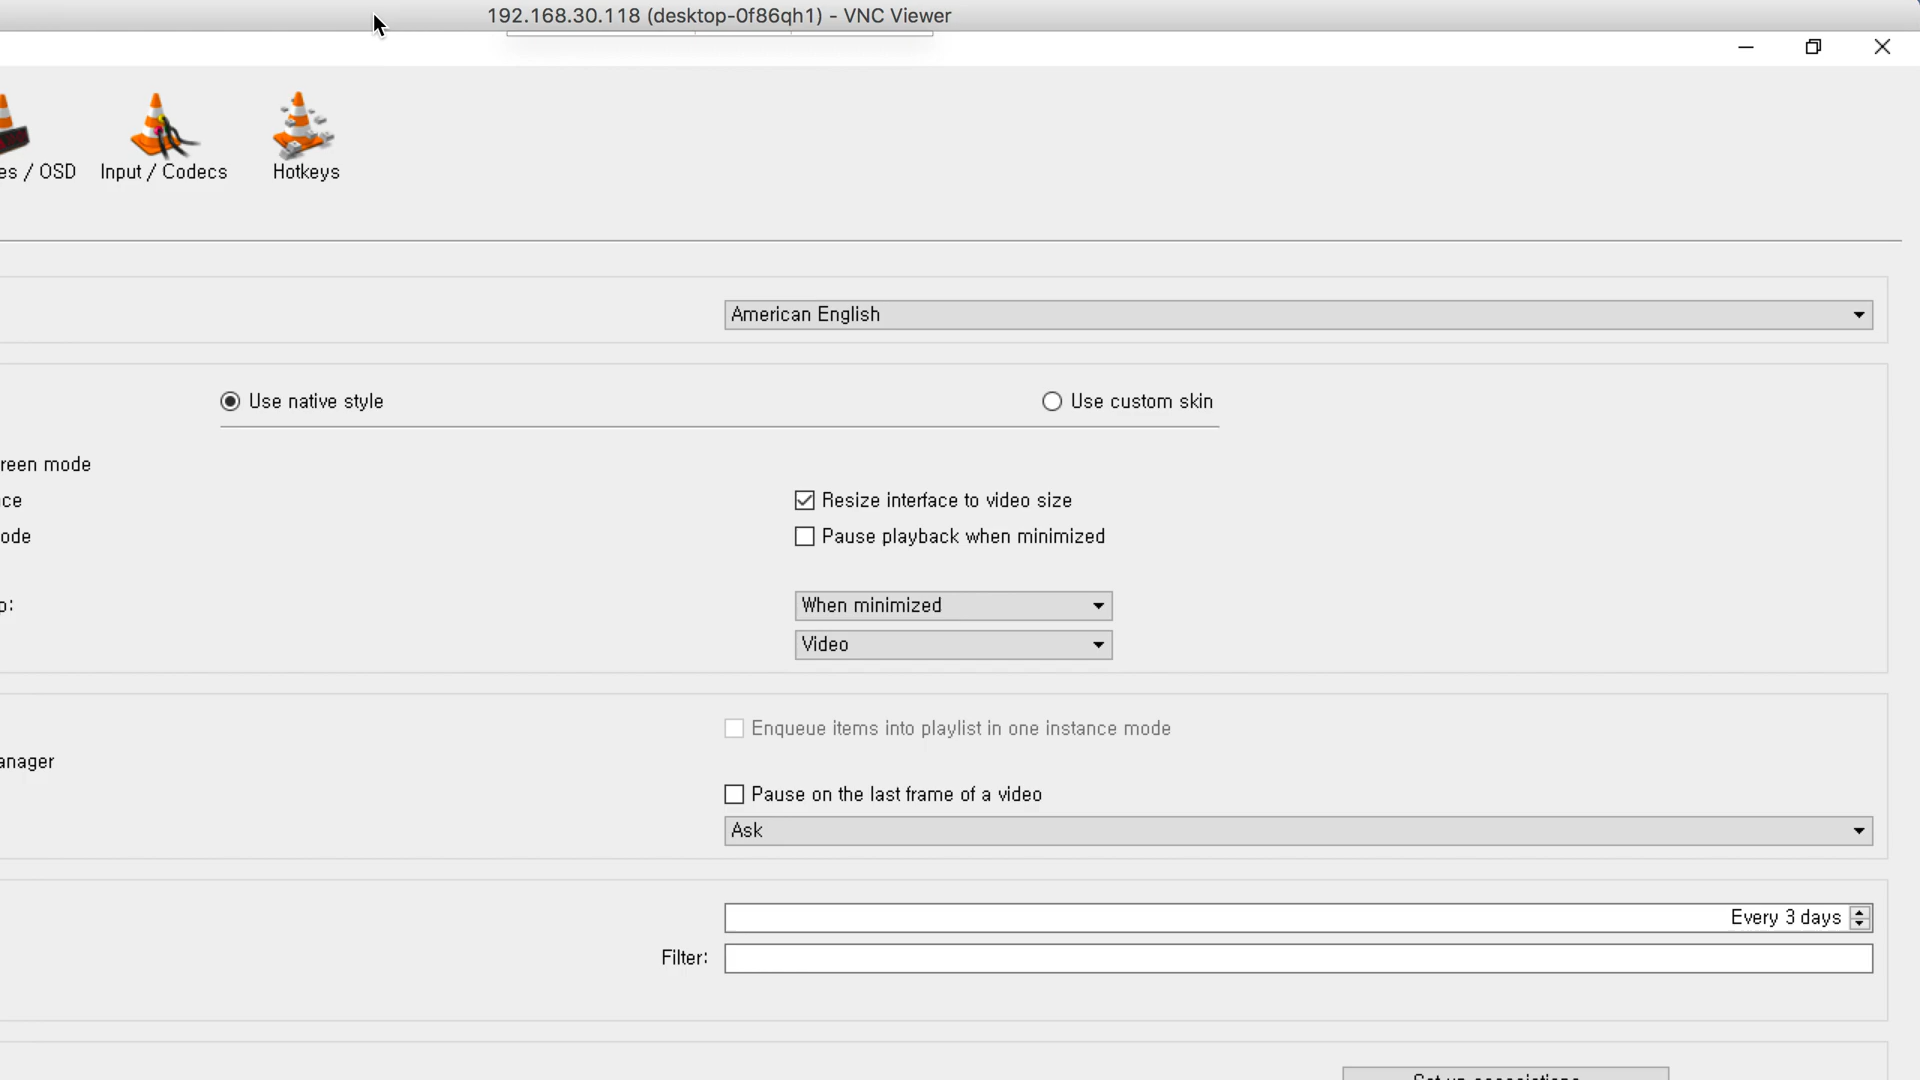 192.168.30.118 (desktop-0f86qh1) - VNC Viewer
es / OSD
Input / Codecs
Hotkeys
American English
Use native style
Use custom skin
reen mode
ce
Resize interface to video size
ode
Pause playback when minimized
p:
When minimized
Video
Enqueue items into playlist in one instance mode
anager
Pause on the last frame of a video
Ask
Every 3 days
Filter: